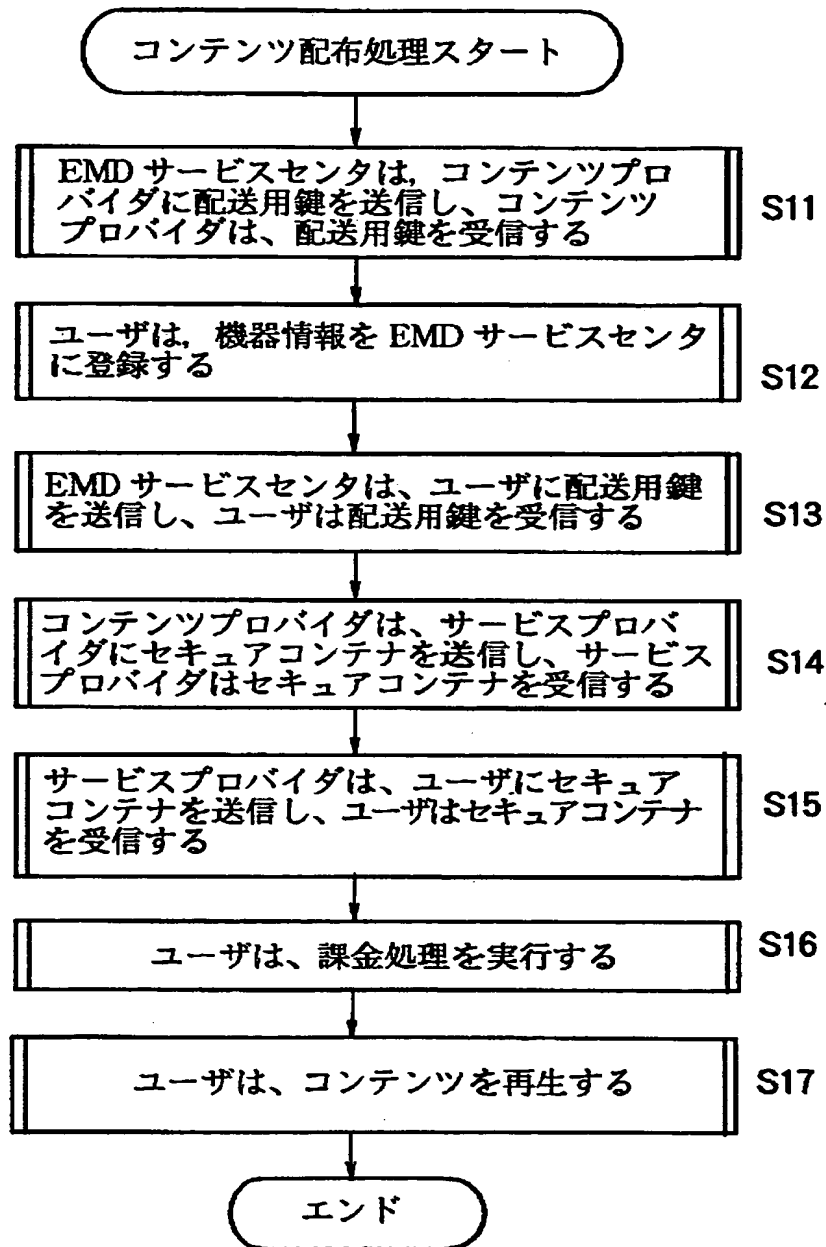 コンテンツ配布処理スタート
EMD サービスセンタは, コンテンツプロ
バイダに配送用鍵を送信し、コンテンツ
プロバイダは、配送用鍵を受信する
S11
ユーザは, 機器情報を EMD サービスセンタ
に登録する
S12
EMD サービスセンタは、ユーザに配送用鍵
を送信し、ユーザは配送用鍵を受信する
S13
コンテンツプロバイダは、サービスプロバ
イダにセキュアコンテナを送信し、サービス
プロバイダはセキュアコンテナを受信する
S14
サービスプロバイダは、ユーザにセキュア
コンテナを送信し、ユーザはセキュアコンテナ
を受信する
S15
ユーザは、課金処理を実行する
S16
ユーザは、コンテンツを再生する
S17
エンド